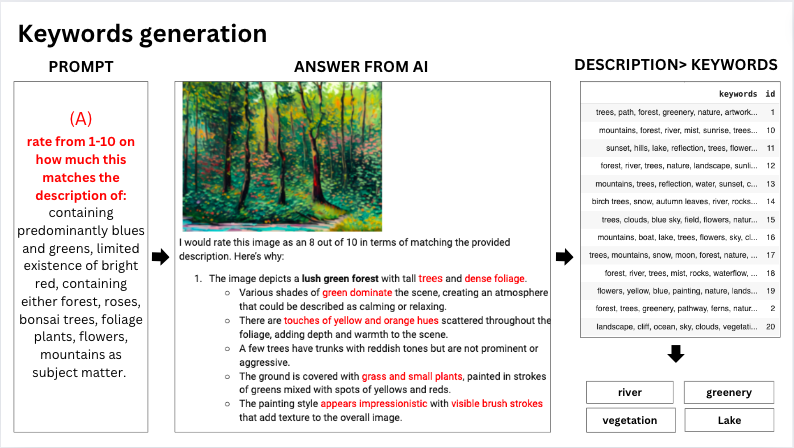 Keywords generation
PROMPT
(A)
rate from 1-10 on
how much this
matches the
description of:
containing
predominantly blues
and greens, limited
existence of bright
red, containing
either forest, roses,
bonsai trees, foliage
plants, flowers,
mountains as
subject matter.
ANSWER FROM AI
I would rate this image as an 8 out of 10 in terms of matching the provided
description. Here's why:
1. The image depicts a lush green forest with tall trees and dense foliage.
○ Various shades of green dominate the scene, creating an atmosphere
that could be described as calming or relaxing.
○ There are touches of yellow and orange hues scattered throughout the
foliage, adding depth and warmth to the scene.
○ A few trees have trunks with reddish tones but are not prominent or
aggressive.
○ The ground is covered with grass and small plants, painted in strokes
of greens mixed with spots of yellows and reds.
○ The painting style appears impressionistic with visible brush strokes
that add texture to the overall image.
DESCRIPTION> KEYWORDS
keywords id
trees, path, forest, greenery, nature, artwork... 1
mountains, forest, river, mist, sunrise, trees... 10
sunset, hills, lake, reflection, trees, flower... 11
forest, river, trees, nature, landscape, sunli... 12
mountains, trees, reflection, water, sunset, c... 13
birch trees, snow, autumn leaves, river, rocks... 14
trees, clouds, blue sky, field, flowers, natur... 15
mountains, boat, lake, trees, flowers, sky, cl... 16
trees, mountains, snow, moon, forest, nature, ... 17
forest, river, trees, mist, rocks, waterflow, ... 18
flowers, yellow, blue, painting, nature, lands... 19
forest, trees, greenery, pathway, ferns, natur... 2
landscape, cliff, ocean, sky, clouds, vegetati... 20
river
greenery
vegetation
Lake